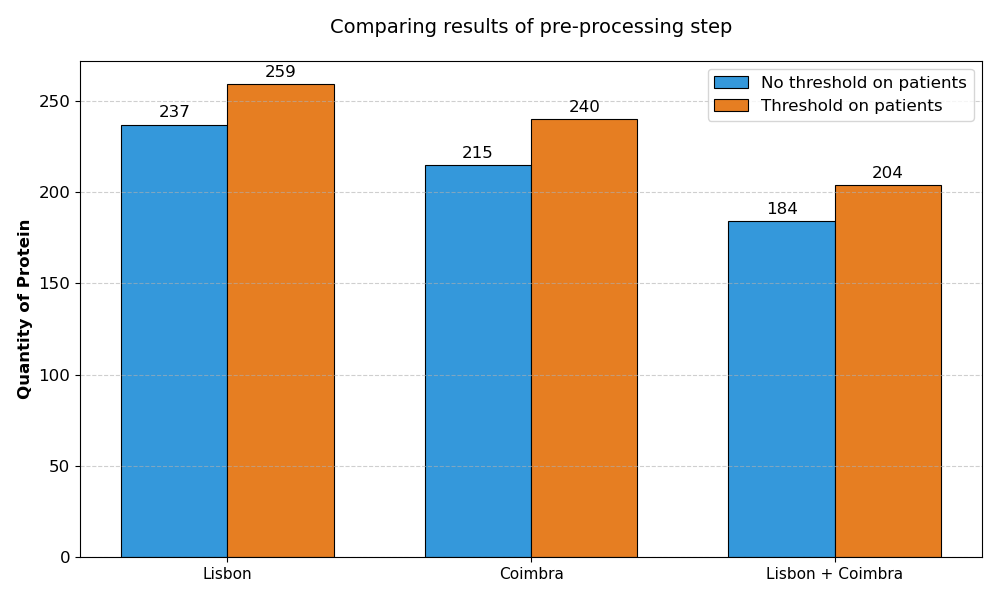 Comparing results of pre-processing step
No threshold on patients
Threshold on patients
Quantity of Protein
250
200
150
100
50
0
237
259
215
240
184
204
Lisbon
Coimbra
Lisbon + Coimbra